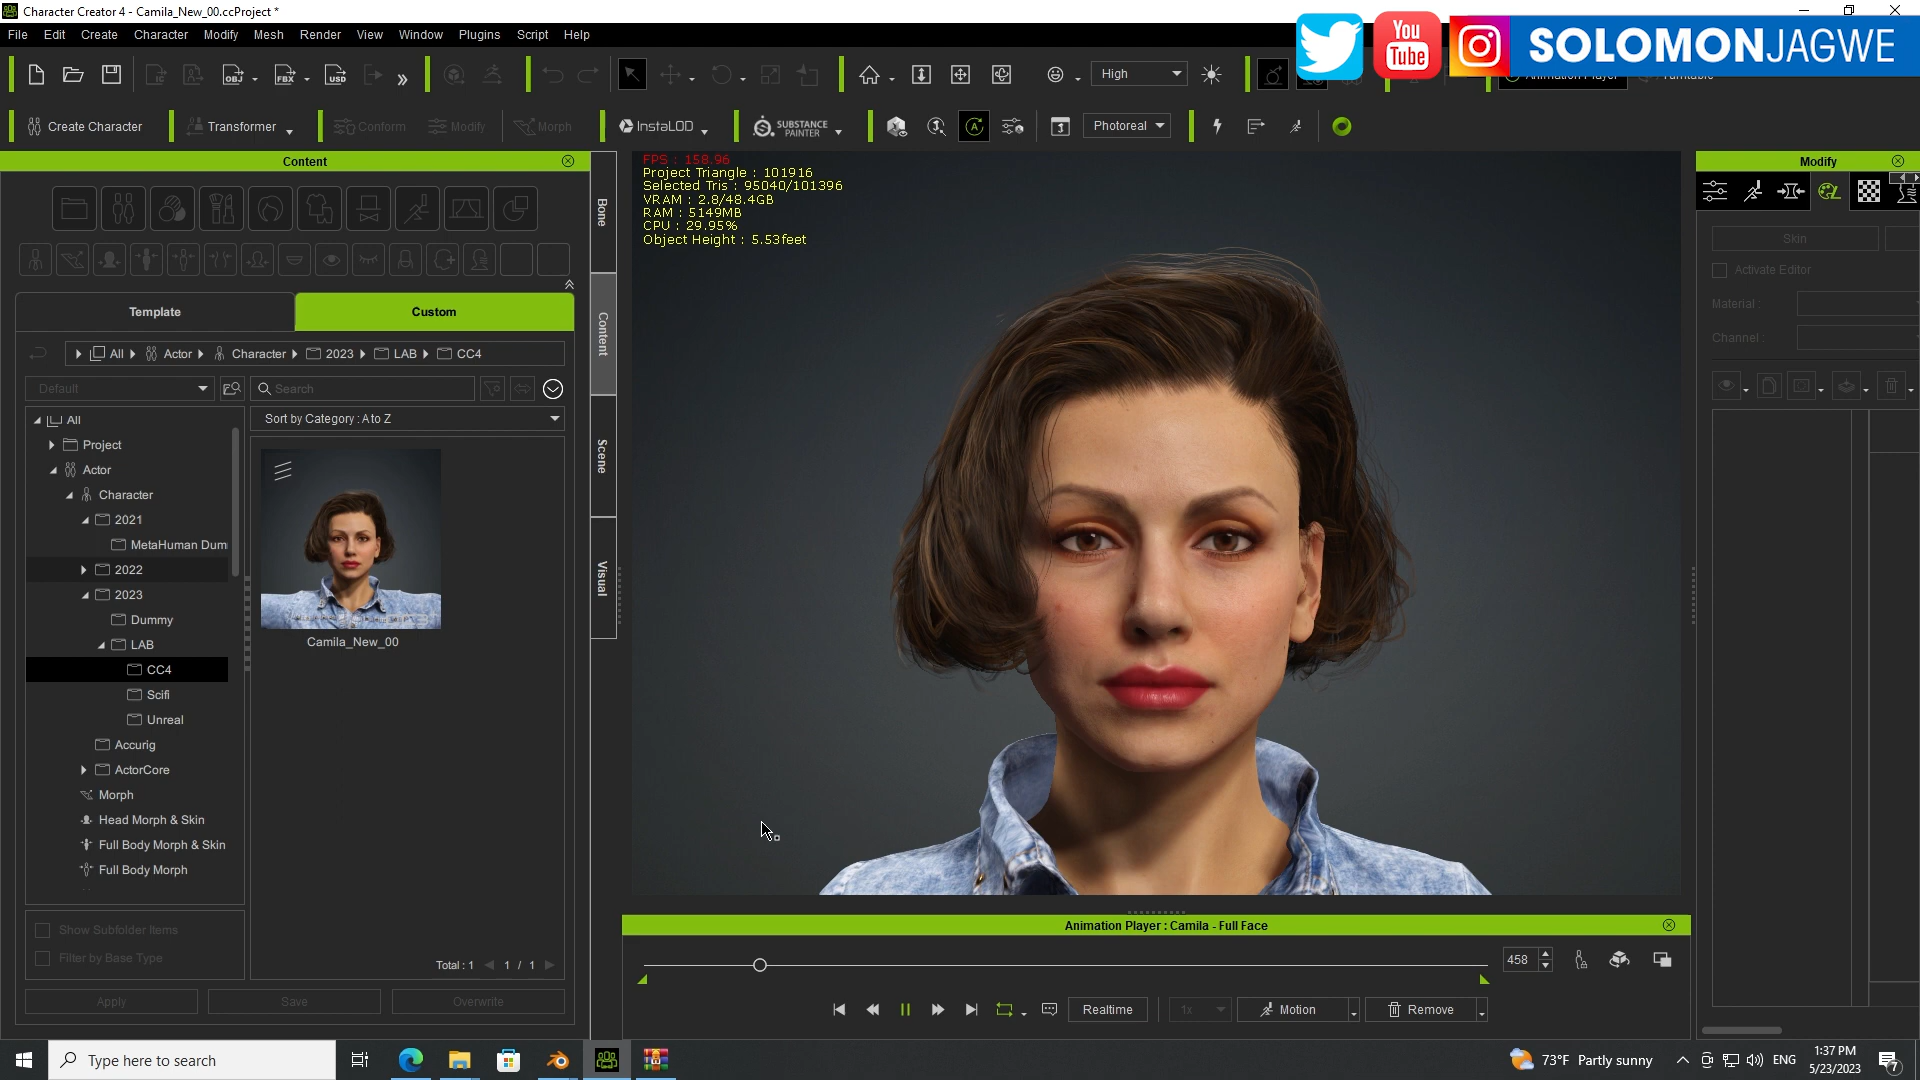 Character Creator 4 - Camila_New_00.ccProject *
File Edit Create Character Modify Mesh Render View Window Plugins Script Help
You
Tube
SOLOMONJAGWE
OBJ FBX USD
High
Create Character Transformer Conform Modify Morph InstaLOD SUBSTANCE PAINTER Photoreal
Content
Modify
FPS : 158.96
Project Triangle : 101916
Selected Tris : 95040/101396
VRAM : 2.8/48.4GB
RAM : 5149MB
CPU : 29.95%
Object Height : 5.53feet
Bone
Content
Scene
Visual
Template Custom
All Actor Character 2023 LAB CC4
Default Search
Sort by Category : A to Z
All
Project
Actor
Character
2021
MetaHuman Dum
2022
2023
Dummy
LAB
CC4
Scifi
Unreal
Accurig
ActorCore
Morph
Head Morph & Skin
Full Body Morph & Skin
Full Body Morph
Camila_New_00
Show Subfolder Items
Filter by Base Type
Total : 1 1 / 1
Apply Save Overwrite
Skin
Activate Editor
Material :
Channel :
Animation Player : Camila - Full Face
458
Realtime 1x Motion Remove
Type here to search
73°F Partly sunny
ENG
1:37 PM
5/23/2023
7